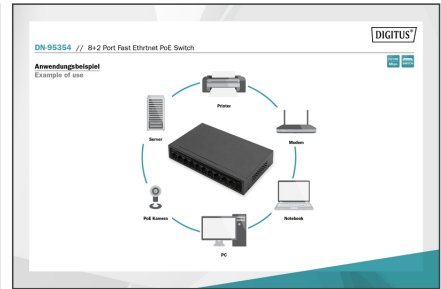 DIGITUS®
DN-95354 // 8+2 Port Fast Ethrtnet PoE Switch
Anwendungsbeispiel
Example of use
Printer
Server
Modem
PoE Kamera
Notebook
PC